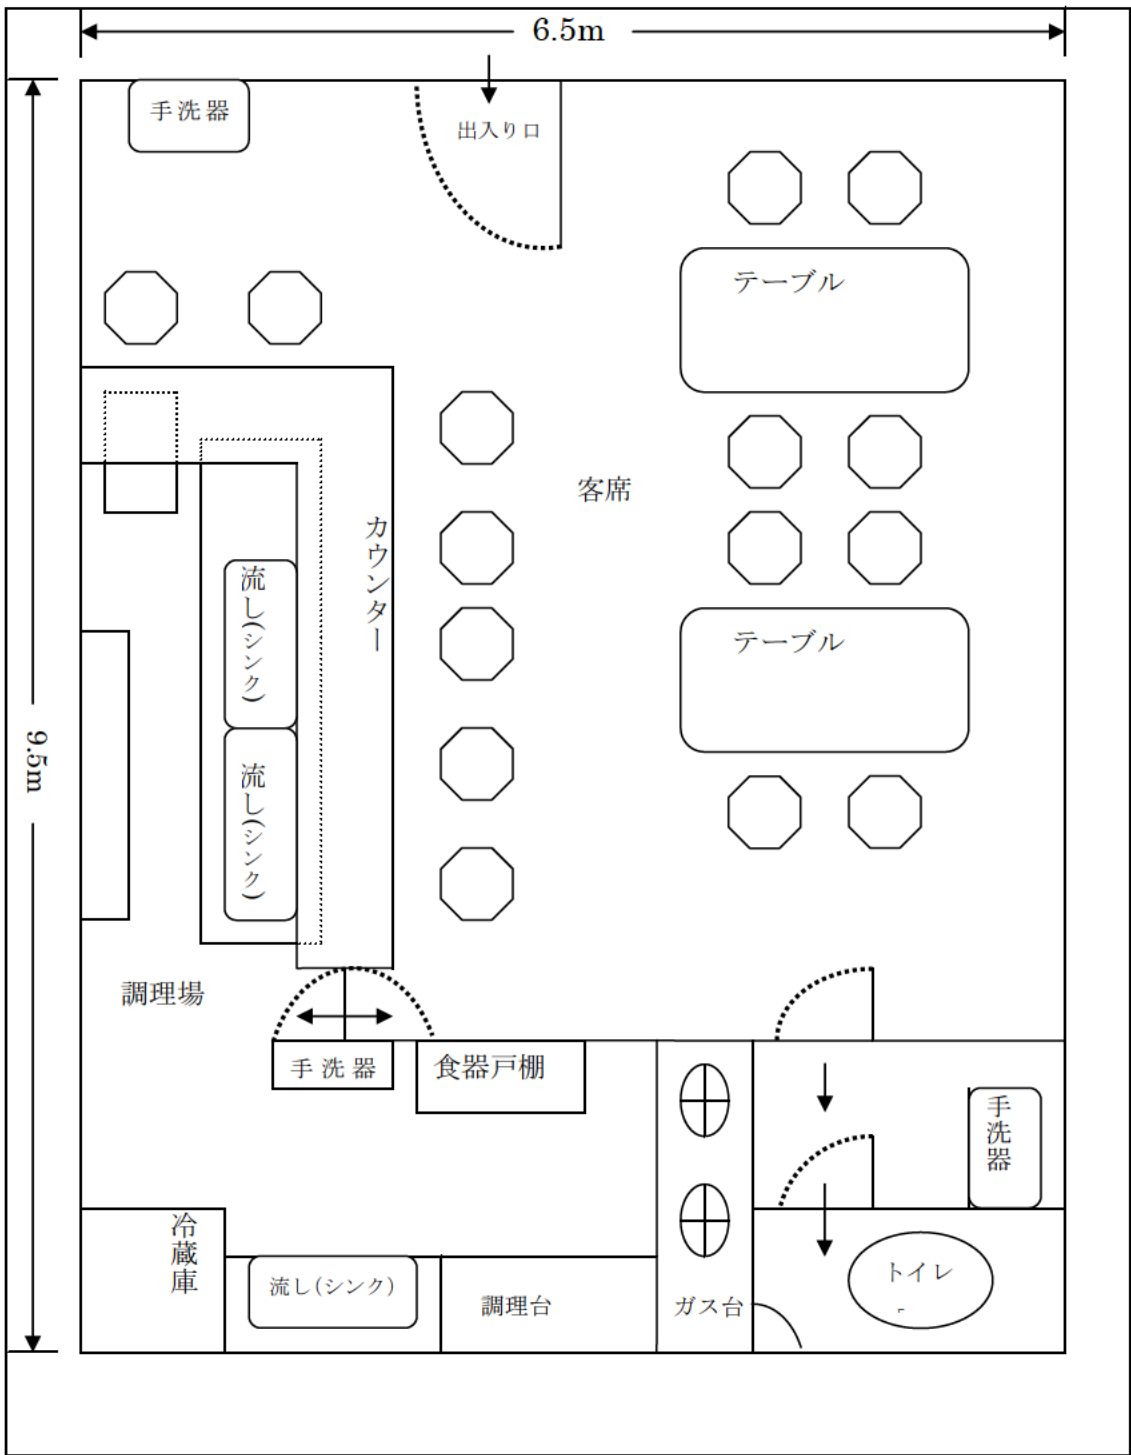 6.5m
手洗器
出入り口
テーブル
客席
カウンター
流し(シンク)
テーブル
9.5m
流し(シンク)
調理場
手洗器
食器戸棚
手洗器
冷蔵庫
流し(シンク)
調理台
ガス台
トイレ